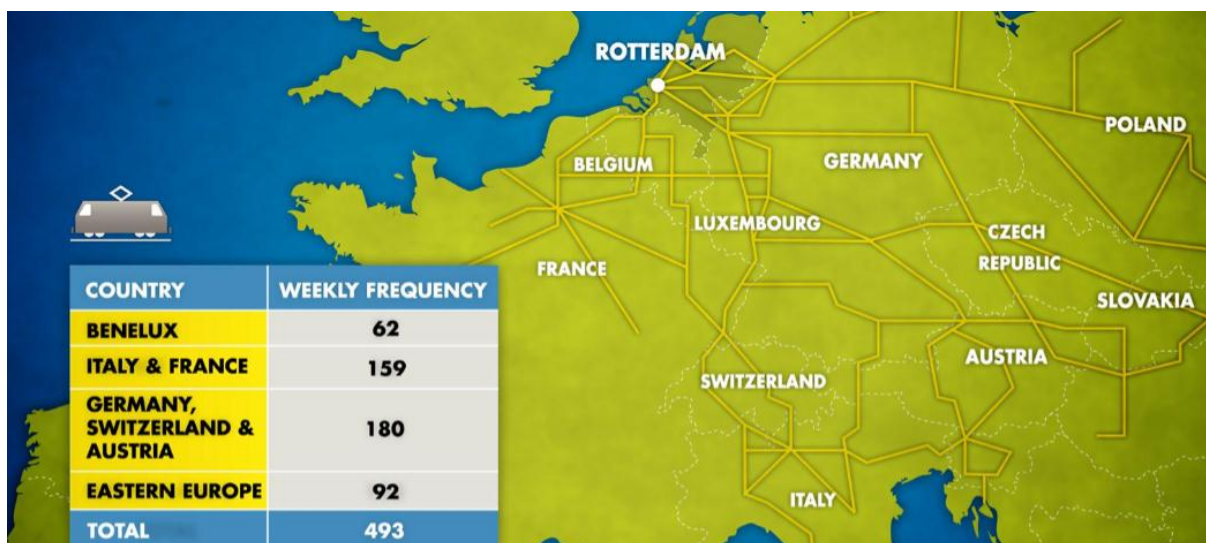 ROTTERDAM
POLAND
BELGIUM
GERMANY
LUXEMBOURG
CZECH
REPUBLIC
FRANCE
SLOVAKIA
AUSTRIA
SWITZERLAND
ITALY
COUNTRY WEEKLY FREQUENCY
BENELUX 62
ITALY & FRANCE 159
GERMANY,
SWITZERLAND & 180
AUSTRIA
EASTERN EUROPE 92
TOTAL 493